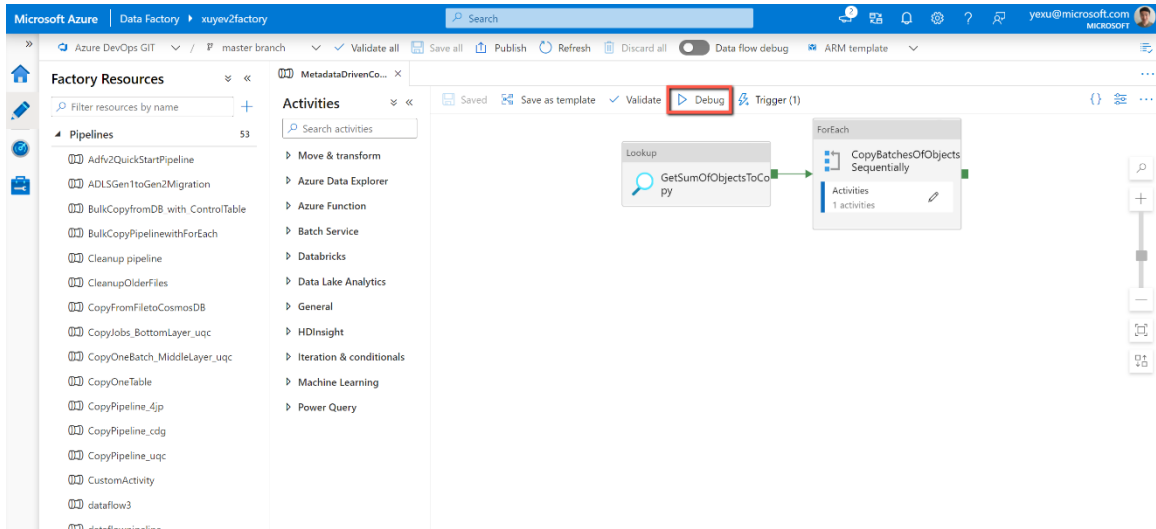 Microsoft Azure | Data Factory ▸ xuyev2factory
Search
2
yexu@microsoft.com
MICROSOFT
Azure DevOps GIT / master branch Validate all Save all Publish Refresh Discard all Data flow debug ARM template
Factory Resources
Filter resources by name
Pipelines 53
Adfv2QuickStartPipeline
ADLSGen1toGen2Migration
BulkCopyfromDB_with_ControlTable
BulkCopyPipelinewithForEach
Cleanup pipeline
CleanupOlderFiles
CopyFromFiletoCosmosDB
CopyJobs_BottomLayer_uqc
CopyOneBatch_MiddleLayer_uqc
CopyOneTable
CopyPipeline_4jp
CopyPipeline_cdg
CopyPipeline_uqc
CustomActivity
dataflow3
MetadataDrivenCo...
Activities
Search activities
Move & transform
Azure Data Explorer
Azure Function
Batch Service
Databricks
Data Lake Analytics
General
HDInsight
Iteration & conditionals
Machine Learning
Power Query
Saved Save as template Validate Debug Trigger (1)
Lookup
GetSumOfObjectsToCo
py
ForEach
CopyBatchesOfObjects
Sequentially
Activities
1 activities